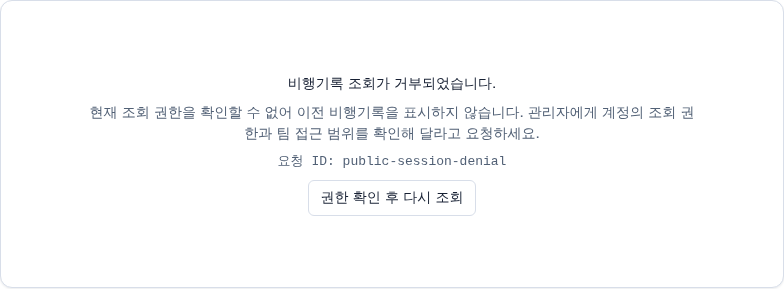 비행기록 조회가 거부되었습니다.
현재 조회 권한을 확인할 수 없어 이전 비행기록을 표시하지 않습니다. 관리자에게 계정의 조회 권
한과 팀 접근 범위를 확인해 달라고 요청하세요.
요청 ID: public-session-denial
권한 확인 후 다시 조회